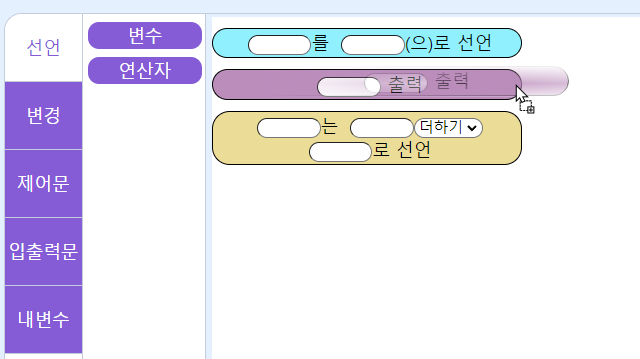 선언
변경
제어문
입출력문
내변수
변수
연산자
를 (으)로 선언
출력 출력
는 더하기
로 선언